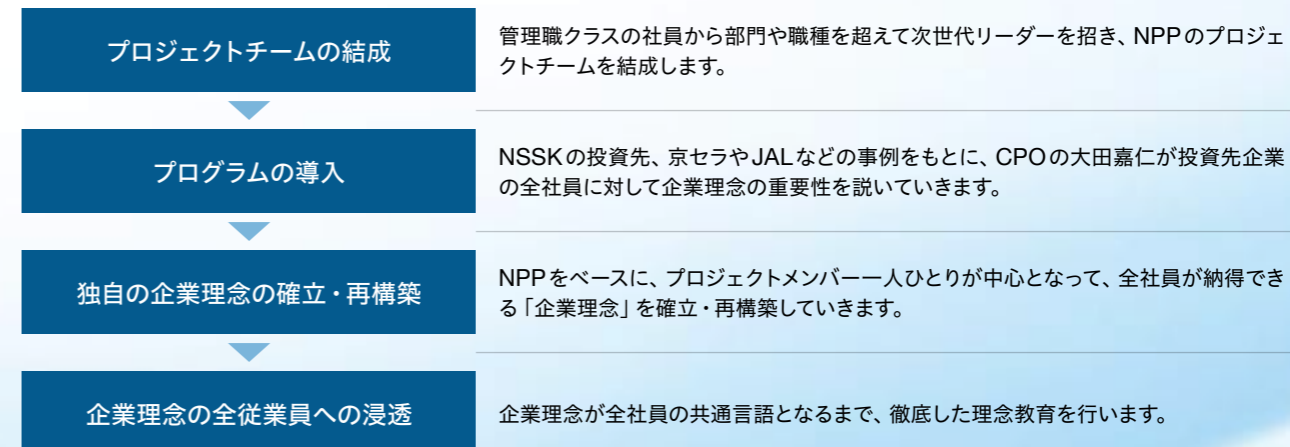 プロジェクトチームの結成
管理職クラスの社員から部門や職種を超えて次世代リーダーを招き、NPPのプロジェ
クトチームを結成します。
プログラムの導入
NSSKの投資先、京セラやJALなどの事例をもとに、CPOの大田嘉仁が投資先企業
の全社員に対して企業理念の重要性を説いていきます。
独自の企業理念の確立・再構築
NPPをベースに、プロジェクトメンバー一人ひとりが中心となって、全社員が納得でき
る「企業理念」を確立・再構築していきます。
企業理念の全従業員への浸透
企業理念が全社員の共通言語となるまで、徹底した理念教育を行います。